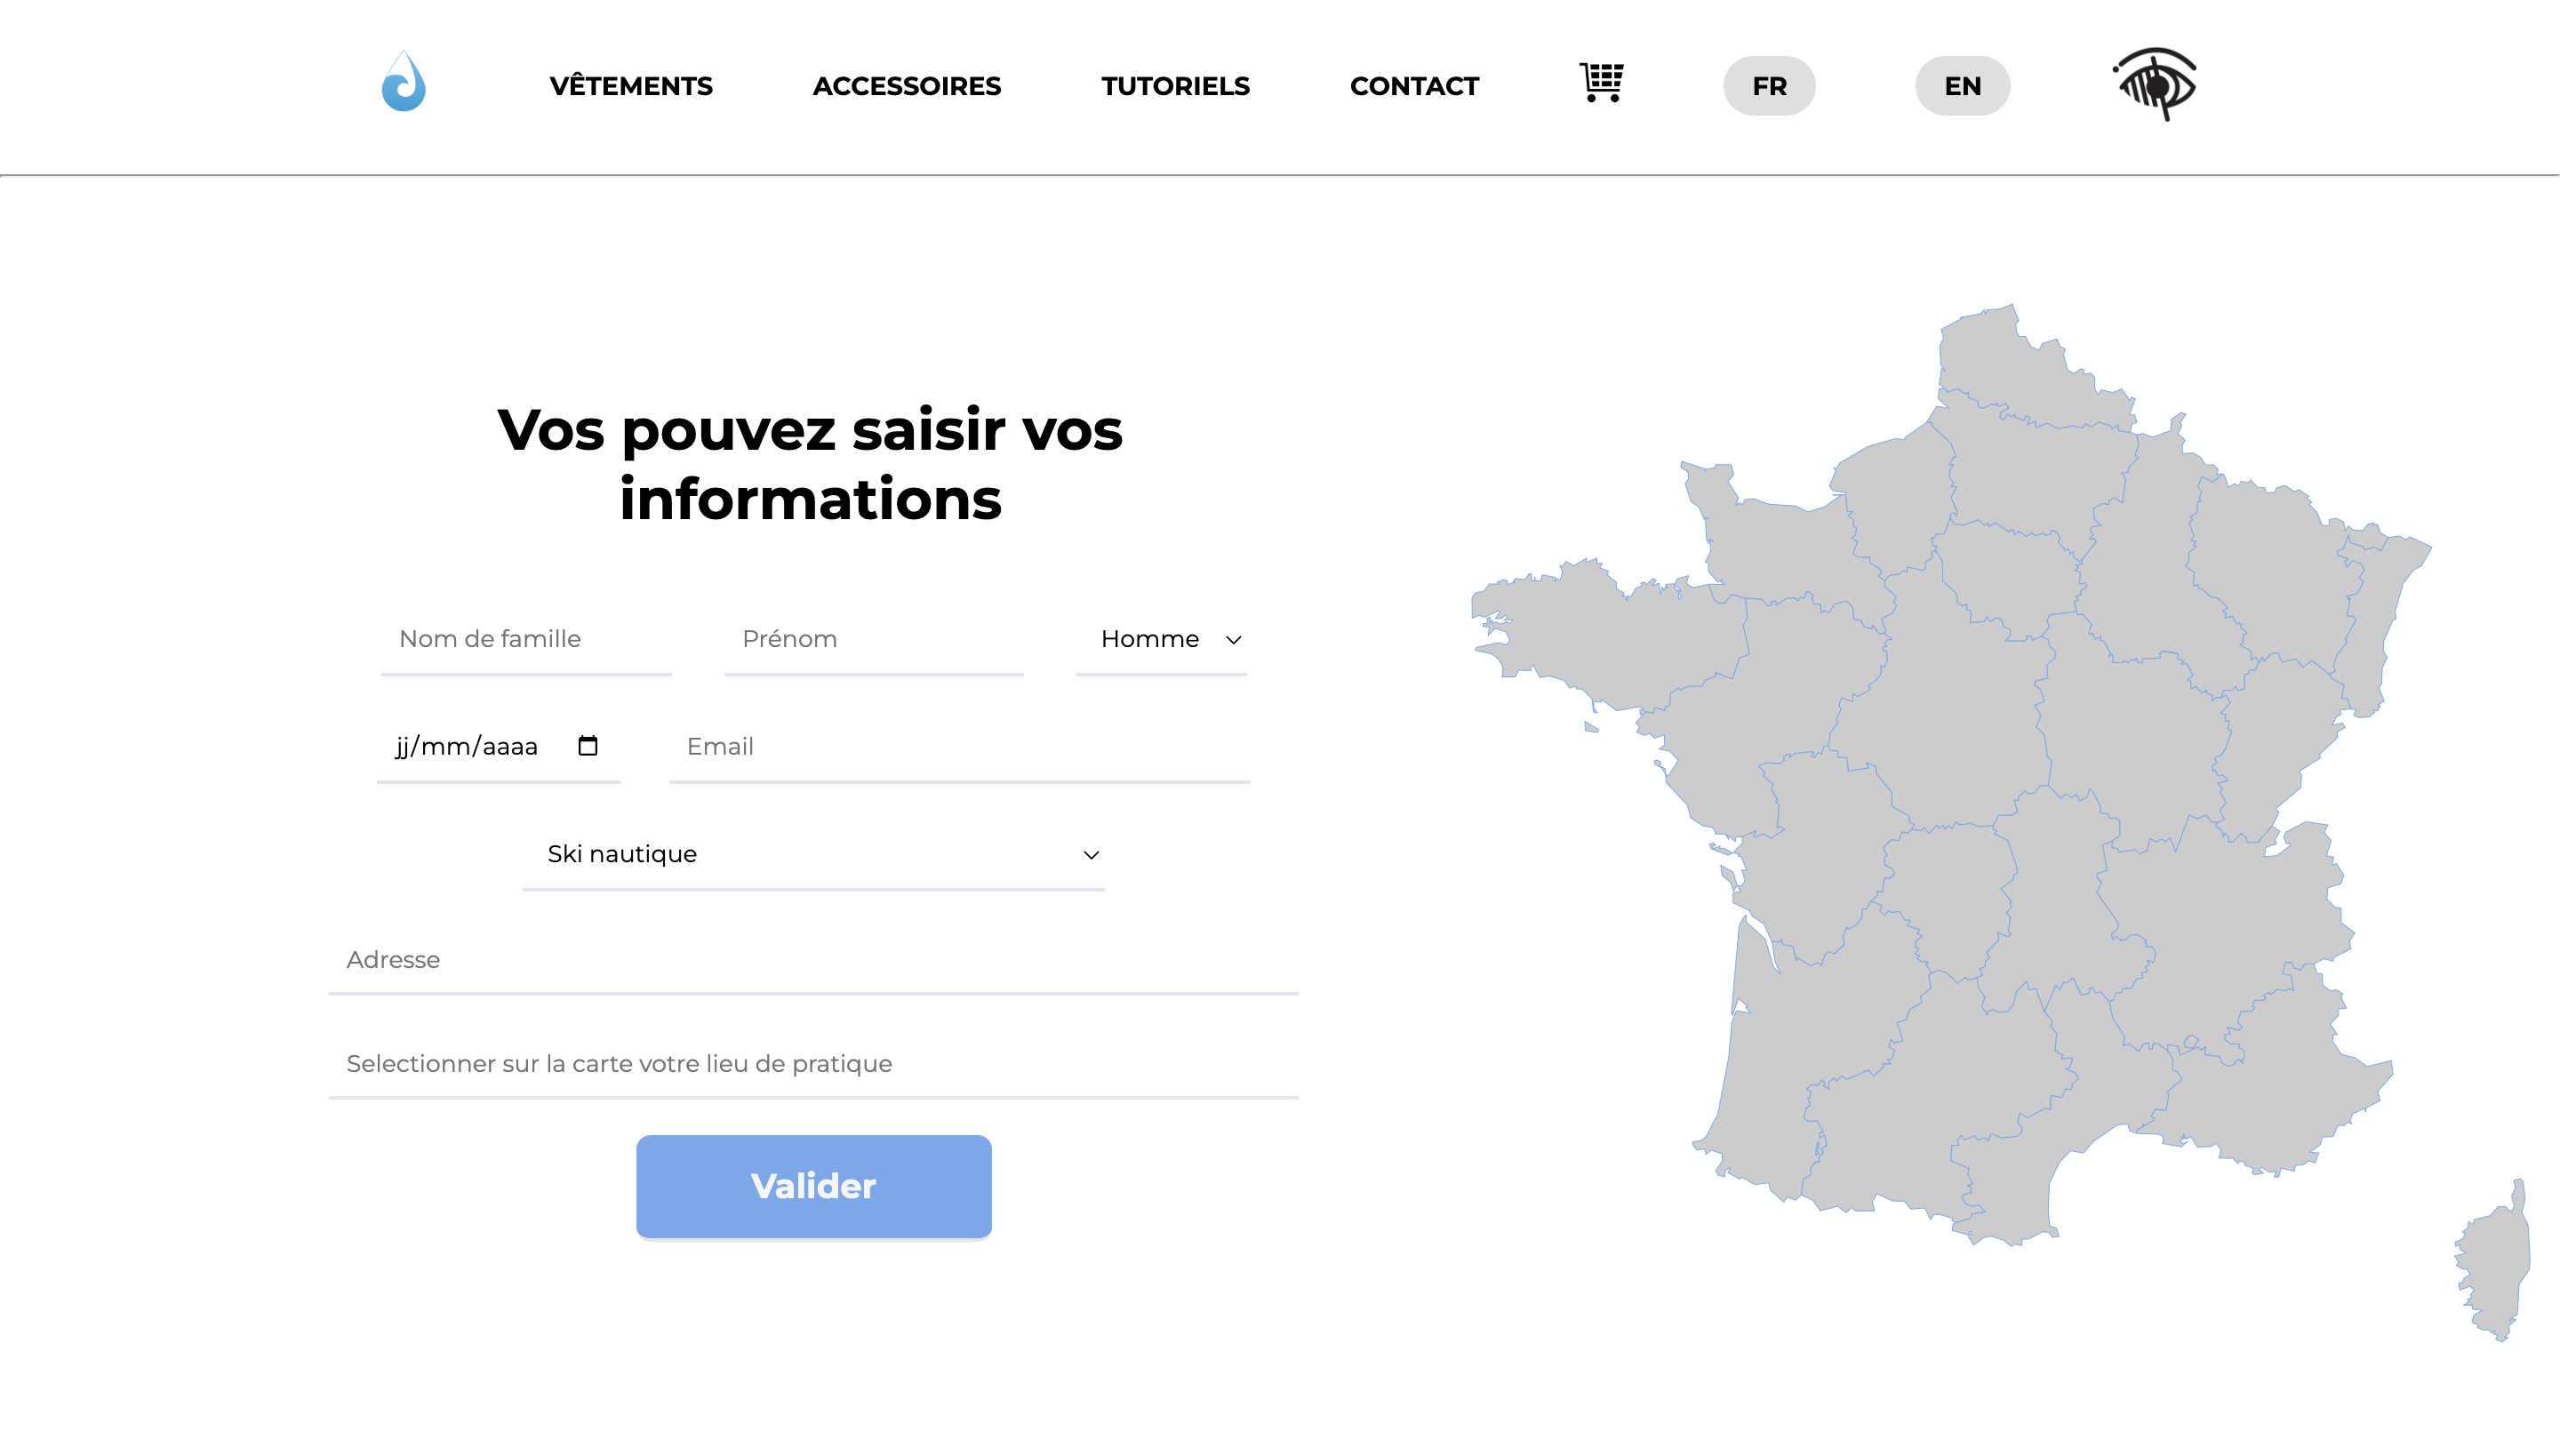 VÊTEMENTS ACCESSOIRES TUTORIELS CONTACT FR EN
Vos pouvez saisir vos
informations
Nom de famille Prénom Homme
jj/mm/aaaa Email
Ski nautique
Adresse
Selectionner sur la carte votre lieu de pratique
Valider